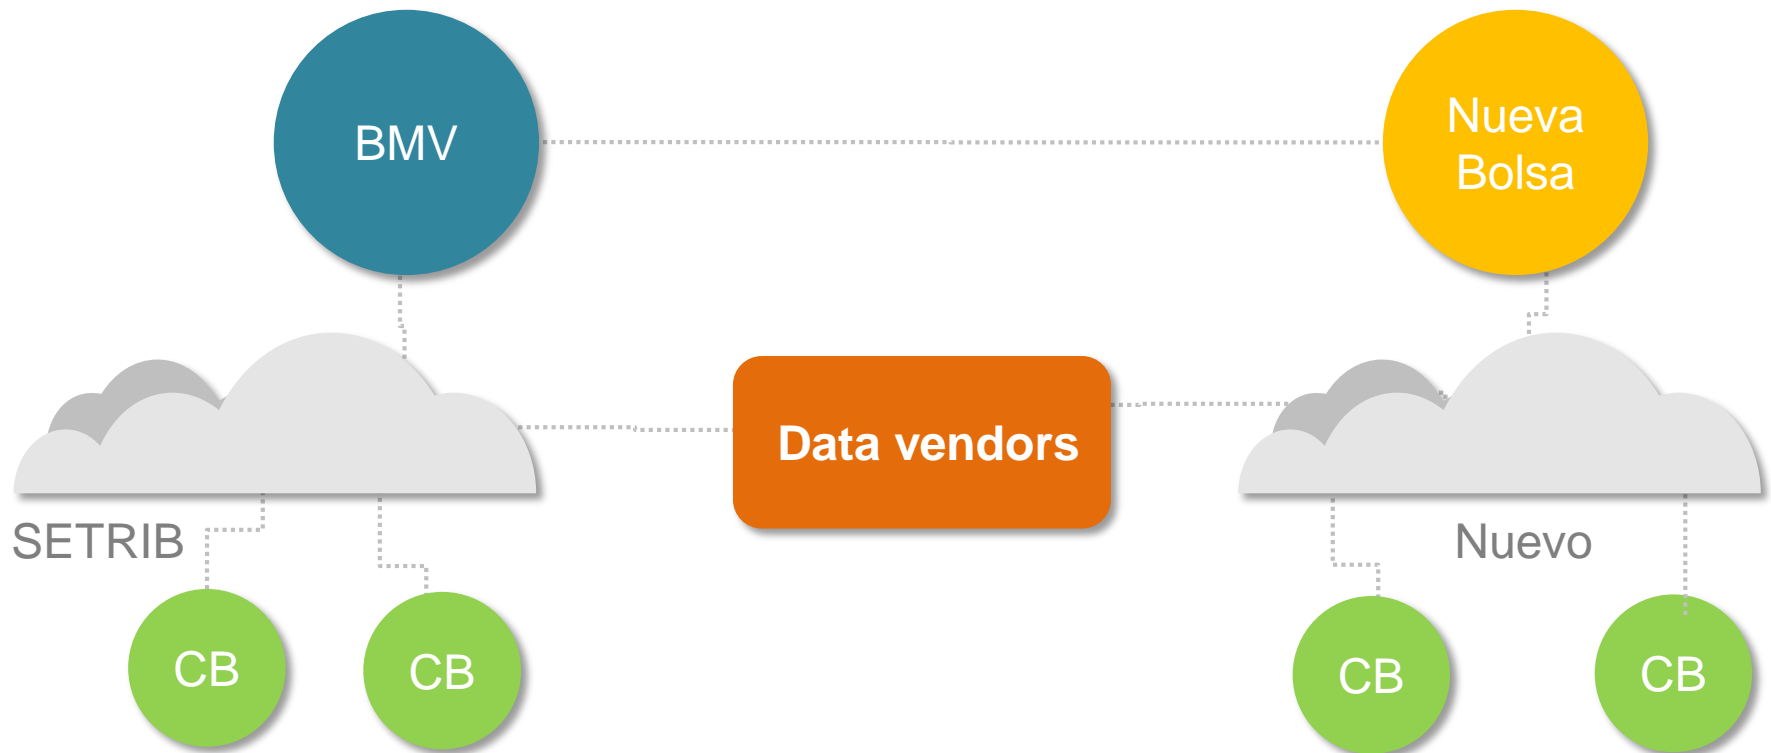 BMV
Nueva
Bolsa
Data vendors
SETRIB
Nuevo
CB
CB
CB
CB